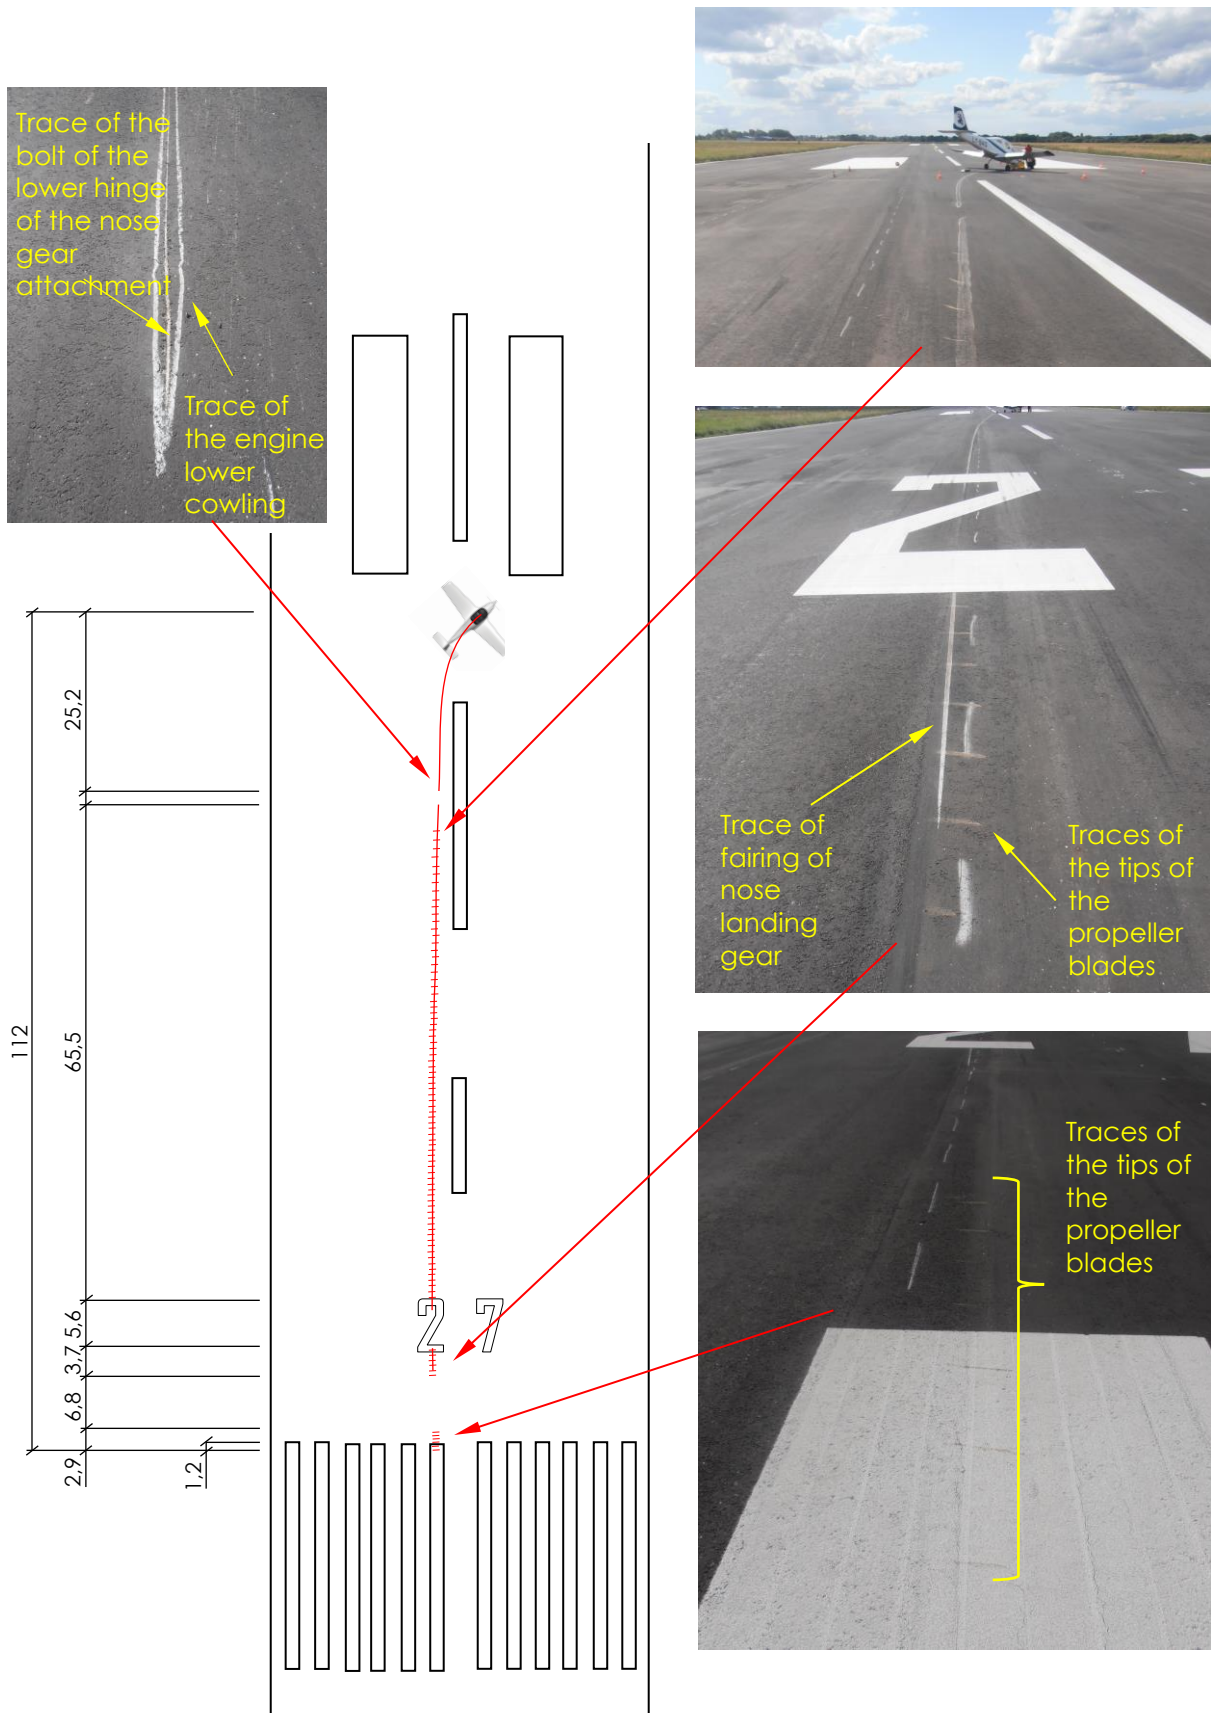 Trace of the
bolt of the
lower hinge
of the nose
gear
attachment
Trace of
the engine
lower
cowling
2
Trace of
fairing of
nose
landing
gear
Traces of
the tips of
the
propeller
blades
Traces of
the tips of
the
propeller
blades
25,2
112
65,5
5,6
3,7
6,8
2,9
1,2
2 7